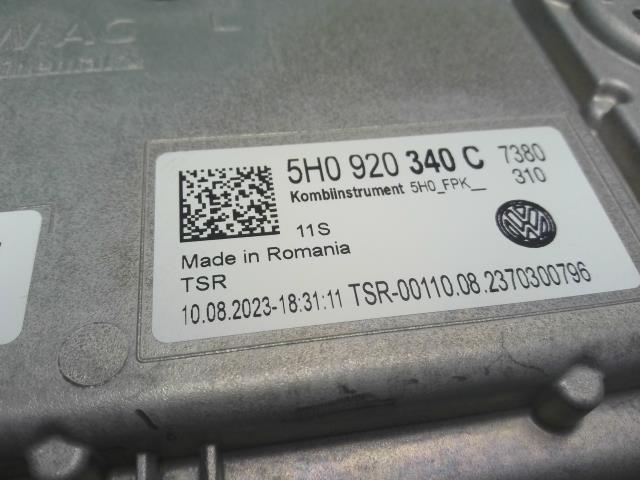 W AG L
5H0 920 340 C 7380
Kombiinstrument 5H0_FPK__ 310
11S
Made in Romania
TSR
10.08.2023-18:31:11 TSR-00110.08.2370300796